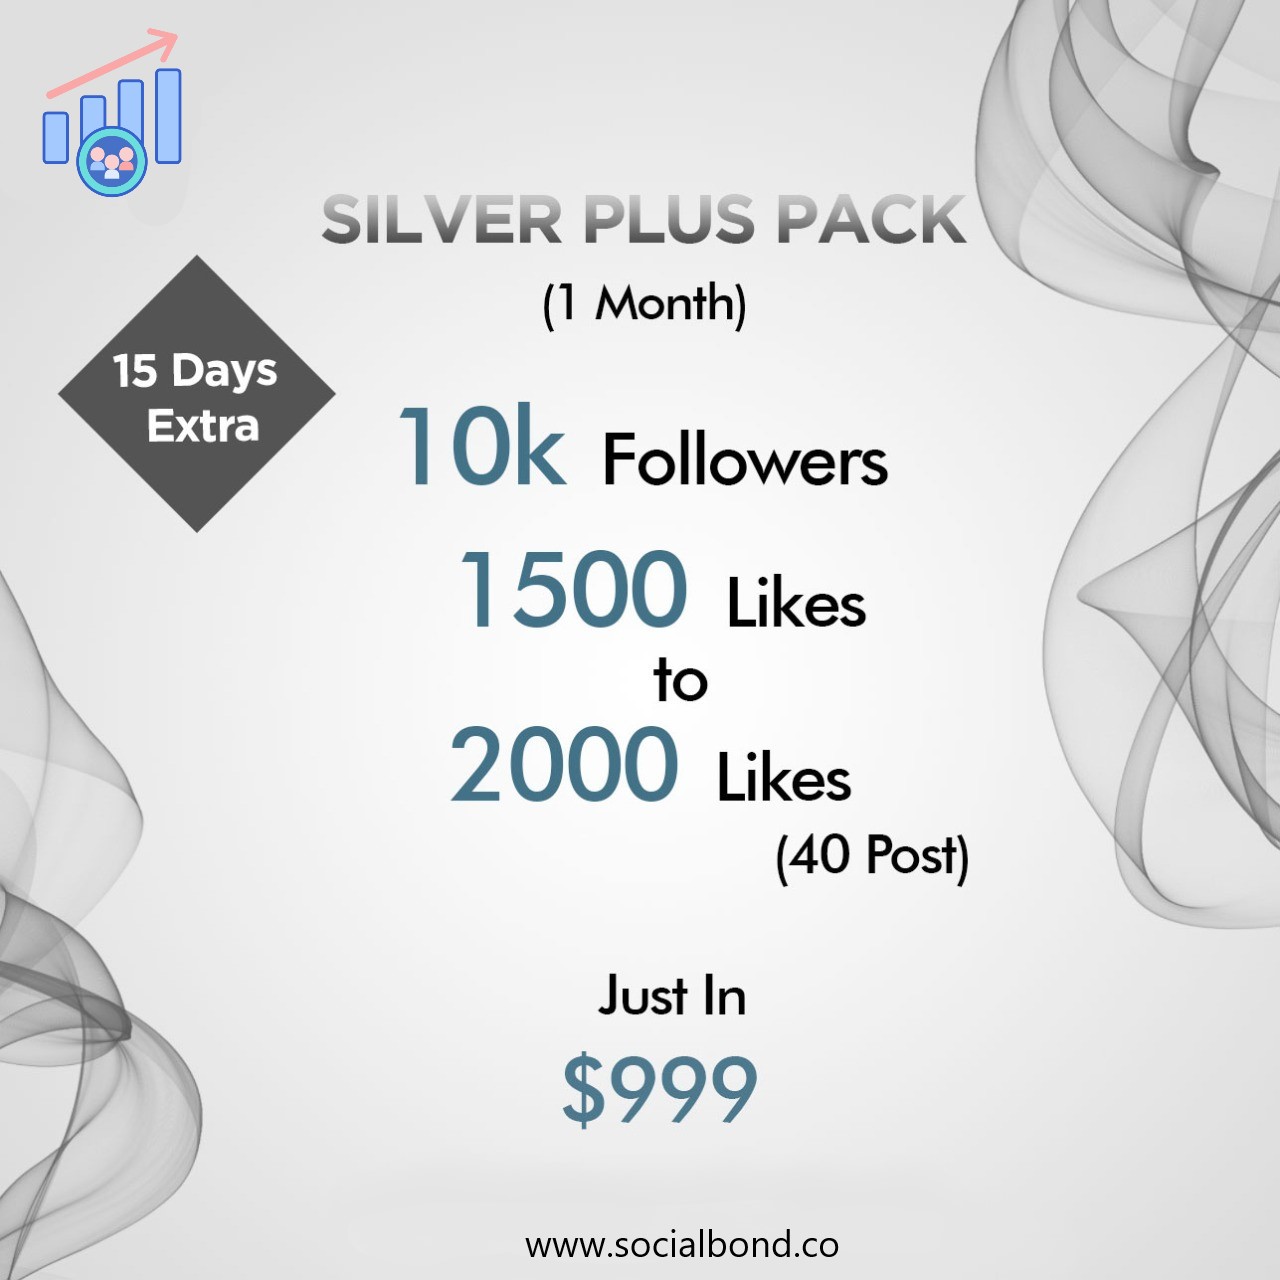 SILVER PLUS PACK
(1 Month)
15 Days
Extra
10k Followers
1500 Likes
to
2000 Likes
(40 Post)
Just In
$999
www.socialbond.co